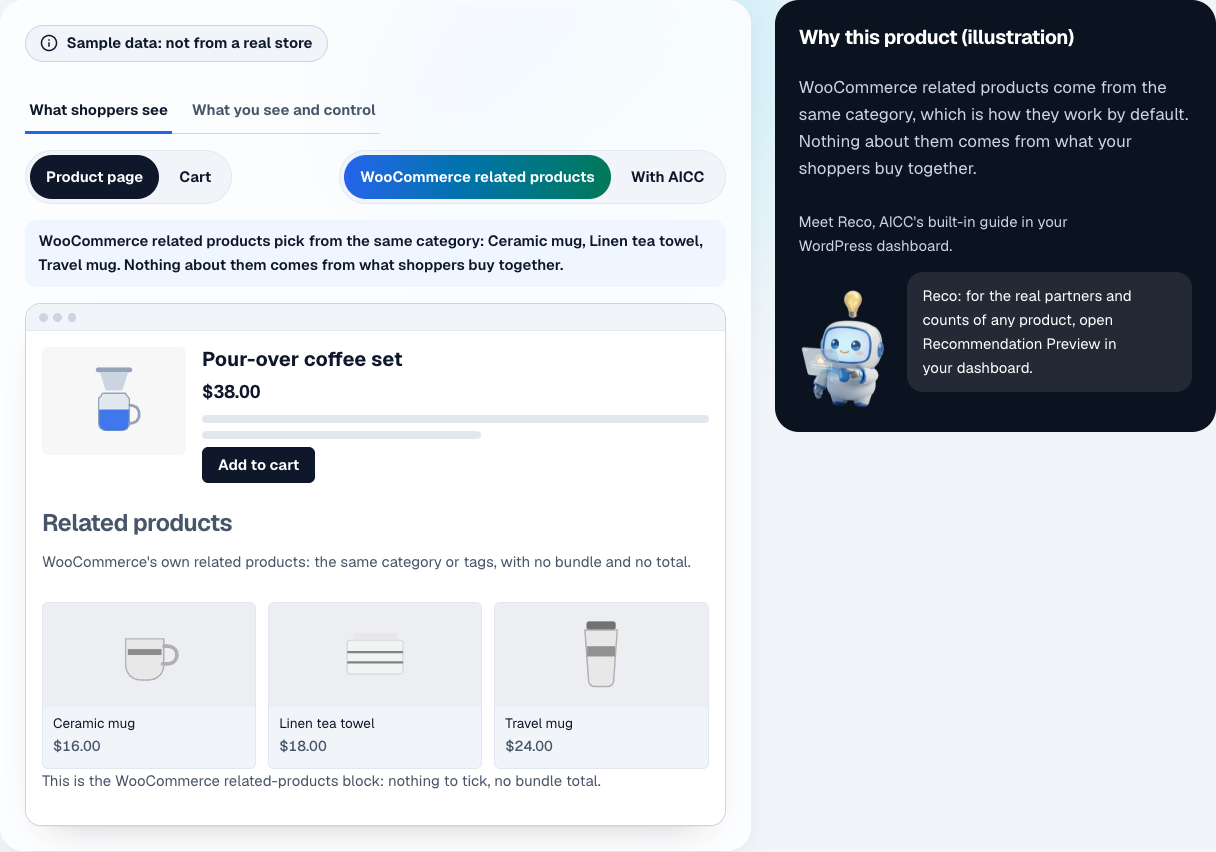 Sample data: not from a real store
What shoppers see
What you see and control
Product page
Cart
WooCommerce related products
With AICC
WooCommerce related products pick from the same category: Ceramic mug, Linen tea towel,
Travel mug. Nothing about them comes from what shoppers buy together.
Pour-over coffee set
$38.00
Add to cart
Related products
WooCommerce's own related products: the same category or tags, with no bundle and no total.
Ceramic mug
$16.00
Linen tea towel
$18.00
Travel mug
$24.00
This is the WooCommerce related-products block: nothing to tick, no bundle total.
Why this product (illustration)
WooCommerce related products come from the
same category, which is how they work by default.
Nothing about them comes from what your
shoppers buy together.
Meet Reco, AICC's built-in guide in your
WordPress dashboard.
Reco: for the real partners and
counts of any product, open
Recommendation Preview in
your dashboard.